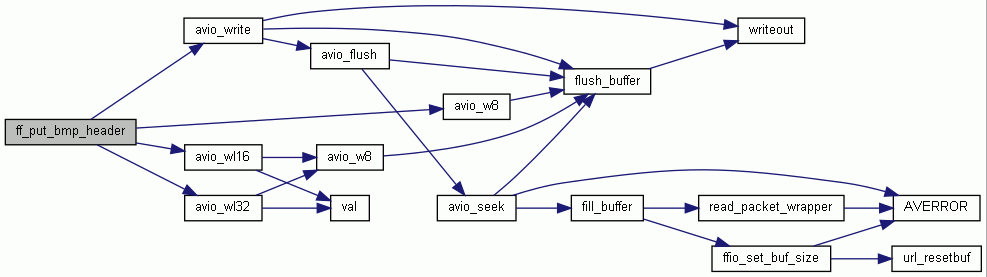 avio_write
writeout
avio_flush
flush_buffer
avio_w8
ff_put_bmp_header
avio_wl16
avio_w8
avio_wl32
val
avio_seek
fill_buffer
read_packet_wrapper
AVERROR
ffio_set_buf_size
url_resetbuf